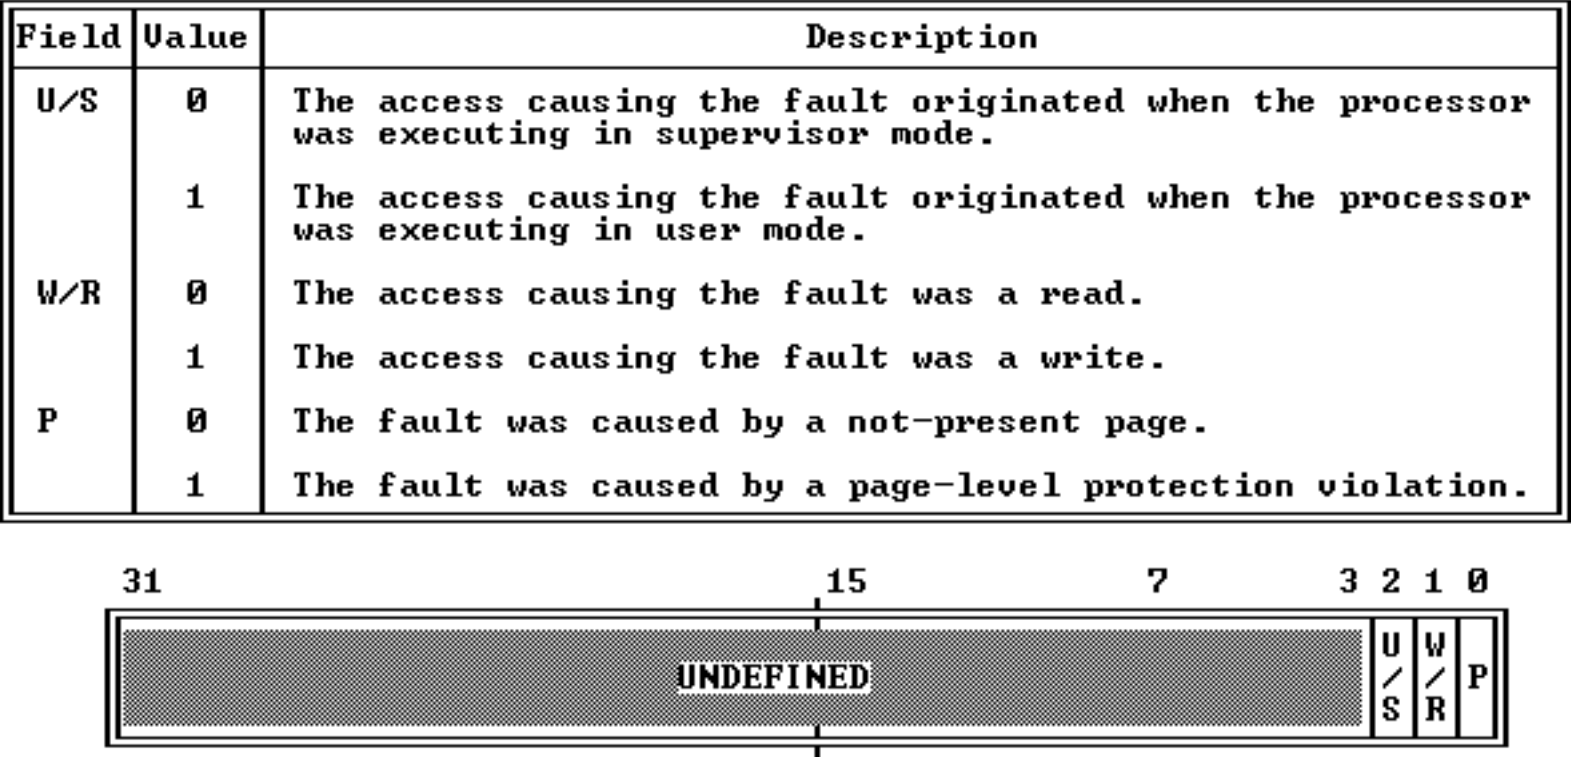 Field Value Description
U/S 0 The access causing the fault originated when the processor
was executing in supervisor mode.
1 The access causing the fault originated when the processor
was executing in user mode.
W/R 0 The access causing the fault was a read.
1 The access causing the fault was a write.
P 0 The fault was caused by a not-present page.
1 The fault was caused by a page-level protection violation.
31 15 7 3 2 1 0
UNDEFINED U/S W/R P